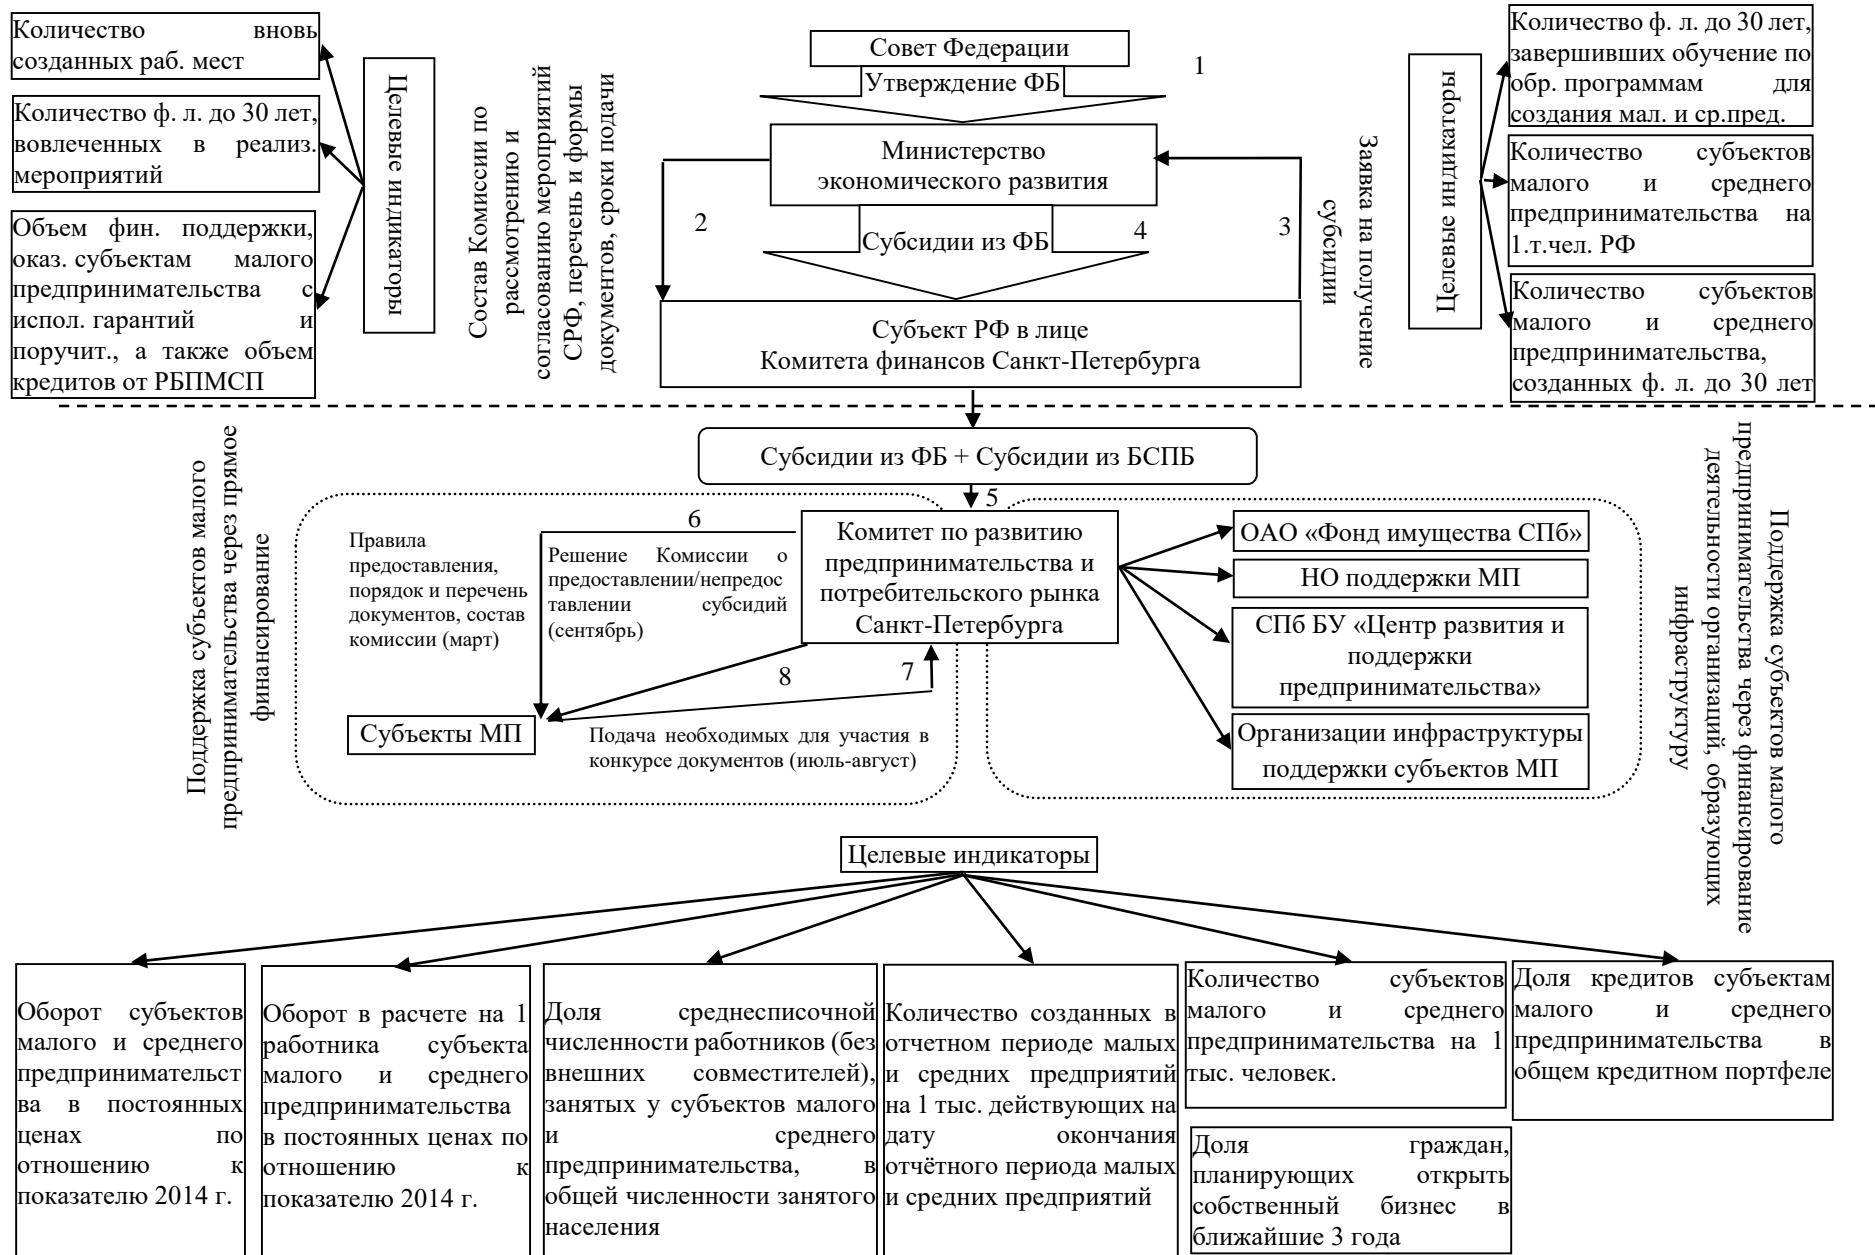 Количество вновь
созданных раб. мест
Количество ф. л. до 30 лет,
вовлеченных в реализ.
мероприятий
Объем фин. поддержки,
оказ. субъектам малого
предпринимательства с
испол. гарантий и
поручит., а также объем
кредитов от РБПМСП
Целевые индикаторы
Состав Комиссии по
рассмотрению и
согласованию мероприятий
СРФ, перечень и формы
документов, сроки подачи
Совет Федерации
Утверждение ФБ
1
Министерство
экономического развития
2
Субсидии из ФБ
4
3
Субъект РФ в лице
Комитета финансов Санкт-Петербурга
Заявка на получение
субсидии
Целевые индикаторы
Количество ф. л. до 30 лет,
завершивших обучение по
обр. программам для
создания мал. и ср.пред.
Количество субъектов
малого и среднего
предпринимательства на
1.т.чел. РФ
Количество субъектов
малого и среднего
предпринимательства,
созданных ф. л. до 30 лет
Субсидии из ФБ + Субсидии из БСПБ
5
Поддержка субъектов малого
предпринимательства через прямое
финансирование
Правила
предоставления,
порядок и перечень
документов, состав
комиссии (март)
6
Решение Комиссии о
предоставлении/непредос
тавлении субсидий
(сентябрь)
Комитет по развитию
предпринимательства и
потребительского рынка
Санкт-Петербурга
7
8
Субъекты МП
Подача необходимых для участия в
конкурсе документов (июль-август)
ОАО «Фонд имущества СПб»
НО поддержки МП
СПб БУ «Центр развития и
поддержки
предпринимательства»
Организации инфраструктуры
поддержки субъектов МП
Поддержка субъектов малого
предпринимательства через финансирование
деятельности организаций, образующих
инфраструктуру
Целевые индикаторы
Оборот субъектов
малого и среднего
предпринимательст
ва в постоянных
ценах по
отношению к
показателю 2014 г.
Оборот в расчете на 1
работника субъекта
малого и среднего
предпринимательства
в постоянных ценах по
отношению к
показателю 2014 г.
Доля среднесписочной
численности работников (без
внешних совместителей),
занятых у субъектов малого
и среднего
предпринимательства, в
общей численности занятого
населения
Количество созданных в
отчетном периоде малых
и средних предприятий
на 1 тыс. действующих на
дату окончания
отчётного периода малых
и средних предприятий
Количество субъектов
малого и среднего
предпринимательства на 1
тыс. человек.
Доля граждан,
планирующих открыть
собственный бизнес в
ближайшие 3 года
Доля кредитов субъектам
малого и среднего
предпринимательства в
общем кредитном портфеле